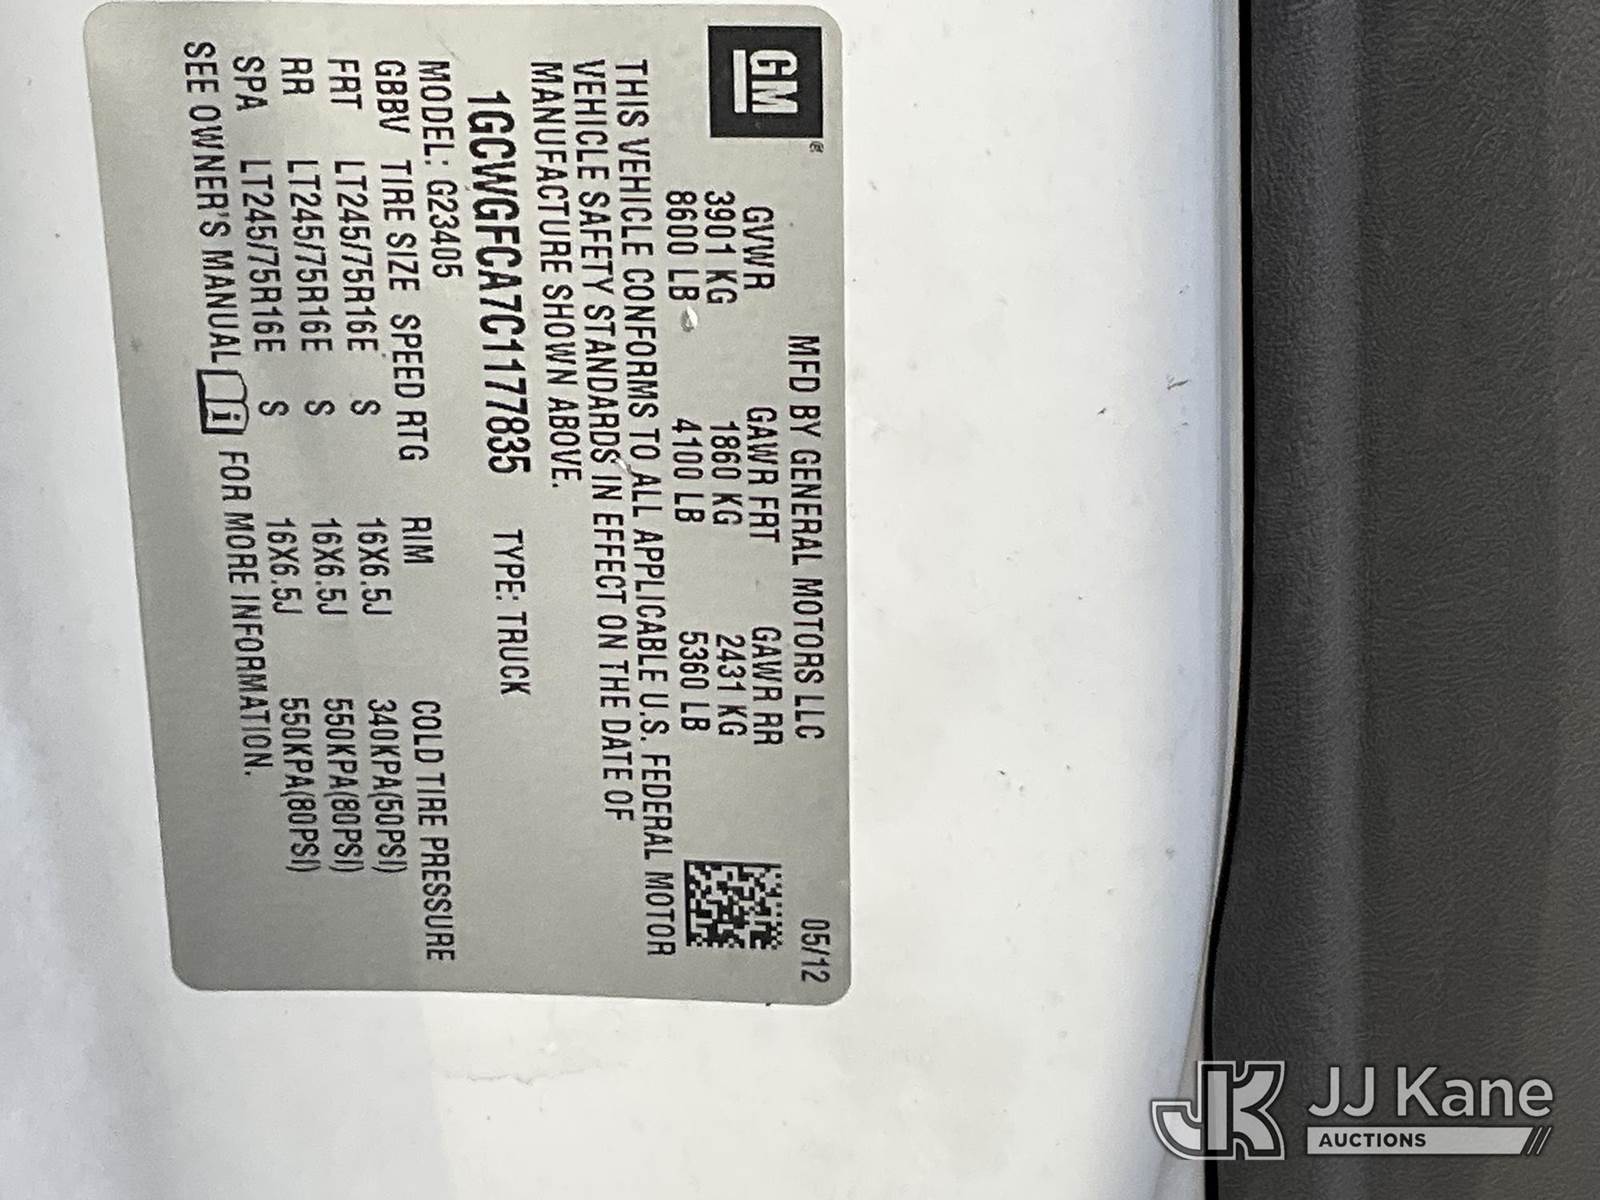 GM ®
MFD BY GENERAL MOTORS LLC 05/12
GVWR GAWR FRT GAWR RR
3901 KG 1860 KG 2431 KG
8600 LB 4100 LB 5360 LB
THIS VEHICLE CONFORMS TO ALL APPLICABLE U.S. FEDERAL MOTOR
VEHICLE SAFETY STANDARDS IN EFFECT ON THE DATE OF
MANUFACTURE SHOWN ABOVE.
1GCWGFCA7C1177835 TYPE: TRUCK
MODEL: G23405
GBBV TIRE SIZE SPEED RTG RIM COLD TIRE PRESSURE
FRT LT245/75R16E S 16X6.5J 340KPA(50PSI)
RR LT245/75R16E S 16X6.5J 550KPA(80PSI)
SPA LT245/75R16E S 16X6.5J 550KPA(80PSI)
SEE OWNER'S MANUAL i FOR MORE INFORMATION.
JK JJ Kane
AUCTIONS